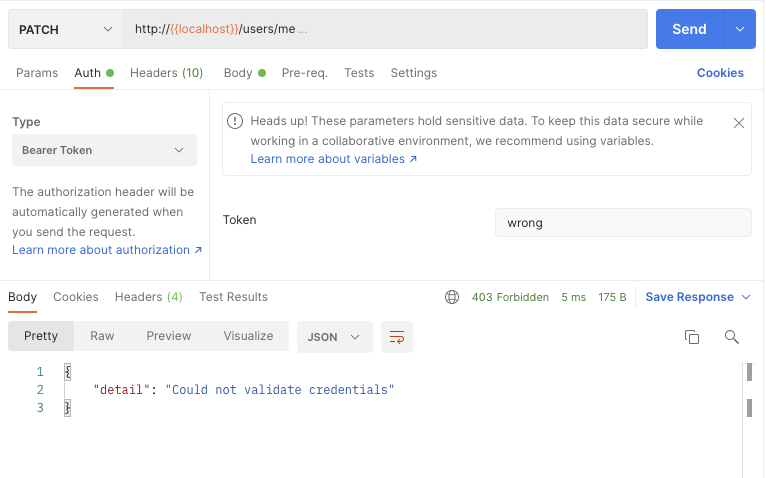 PATCH http://{{localhost}}/users/me ... Send
Params Auth Headers (10) Body Pre-req. Tests Settings Cookies
Type
Bearer Token
The authorization header will be
automatically generated when
you send the request.
Learn more about authorization ↗
Heads up! These parameters hold sensitive data. To keep this data secure while
working in a collaborative environment, we recommend using variables.
Learn more about variables ↗
Token wrong
Body Cookies Headers (4) Test Results 403 Forbidden 5 ms 175 B Save Response
Pretty Raw Preview Visualize JSON
1 {
2 "detail": "Could not validate credentials"
3 }